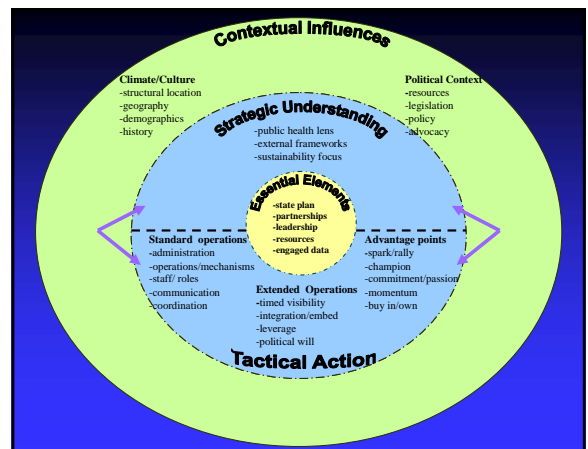 Contextual Influences
Climate/Culture
-structural location
-geography
-demographics
-history
Political Context
-resources
-legislation
-policy
-advocacy
Strategic Understanding
-public health lens
-external frameworks
-sustainability focus
Essential Elements
-state plan
-partnerships
-leadership
-resources
-engaged data
Standard operations
-administration
-operations/mechanisms
-staff/ roles
-communication
-coordination
Extended Operations
-timed visibility
-integration/embed
-leverage
-political will
Advantage points
-spark/rally
-champion
-commitment/passion
-momentum
-buy in/own
Tactical Action